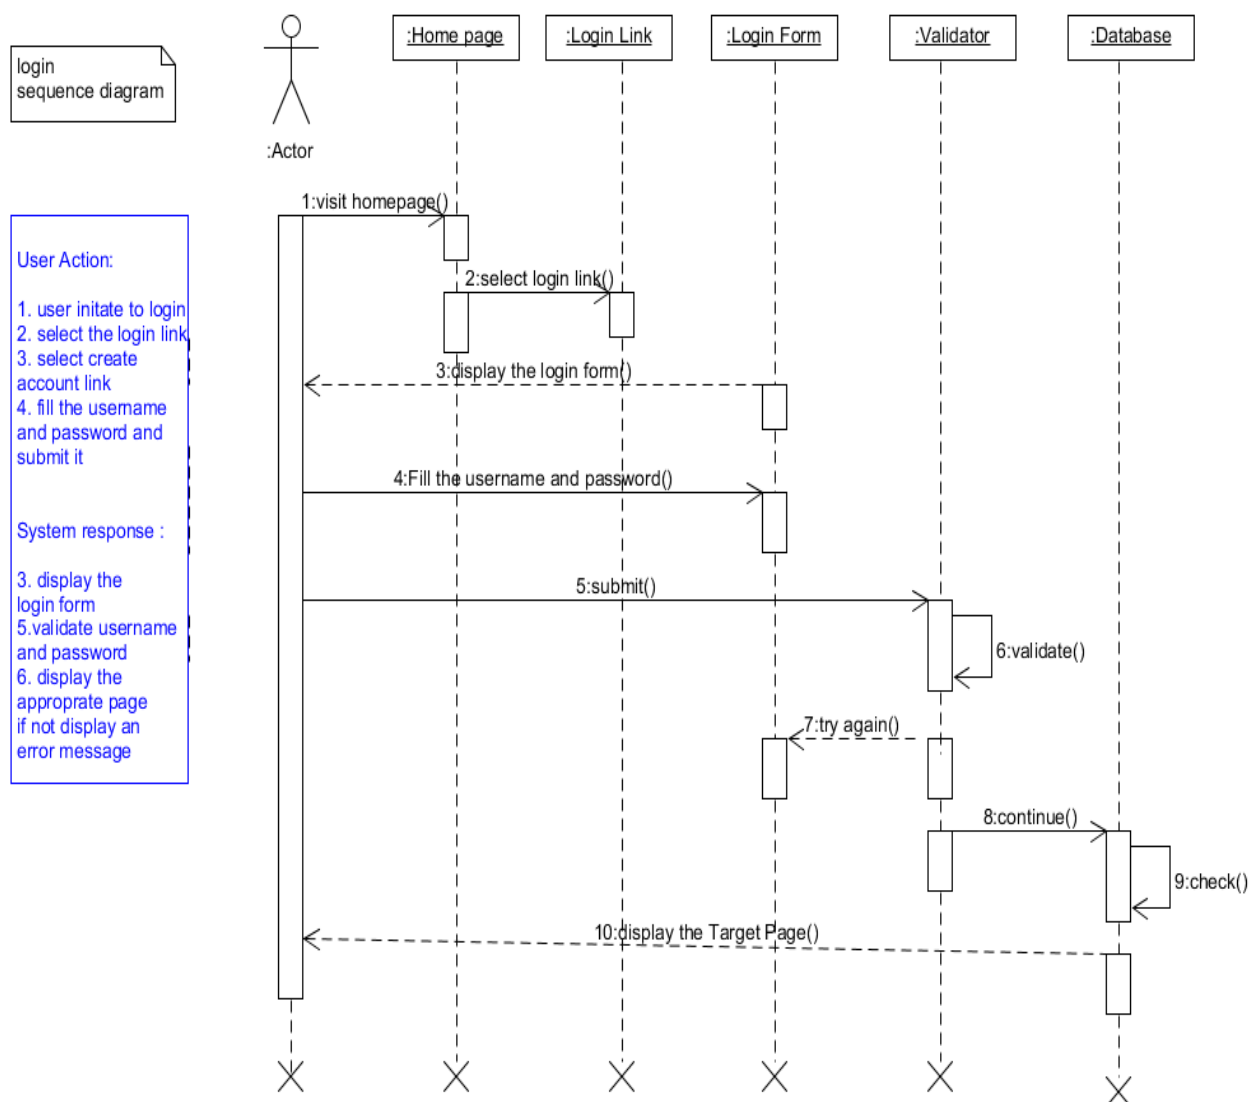 :Home page
:Login Link
:Login Form
:Validator
:Database
login
sequence diagram
:Actor
1:visit homepage()
User Action:
1. user initate to login
2. select the login link
3. select create
account link
4. fill the username
and password and
submit it
System response :
3. display the
login form
5.validate username
and password
6. display the
approprate page
if not display an
error message
2:select login link()
3:display the login form()
4:Fill the username and password()
5:submit()
6:validate()
7:try again()
8:continue()
9:check()
10:display the Target Page()